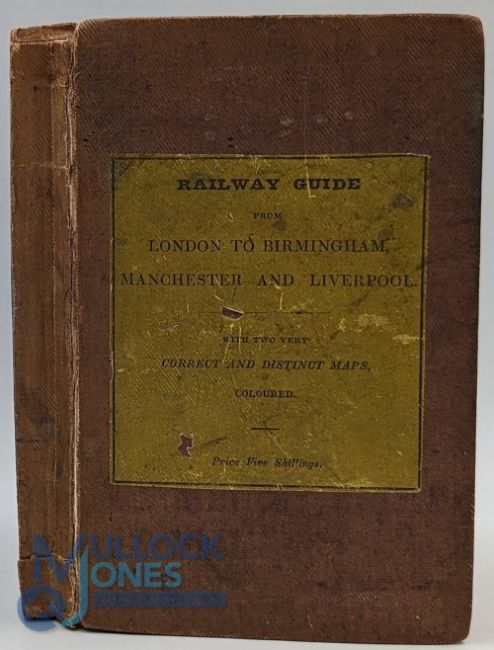 RAILWAY GUIDE
FROM
LONDON TO BIRMINGHAM,
MANCHESTER AND LIVERPOOL.
WITH TWO VERY
CORRECT AND DISTINCT MAPS,
COLOURED.
Price Five Shillings.
MULLOCK
JONES